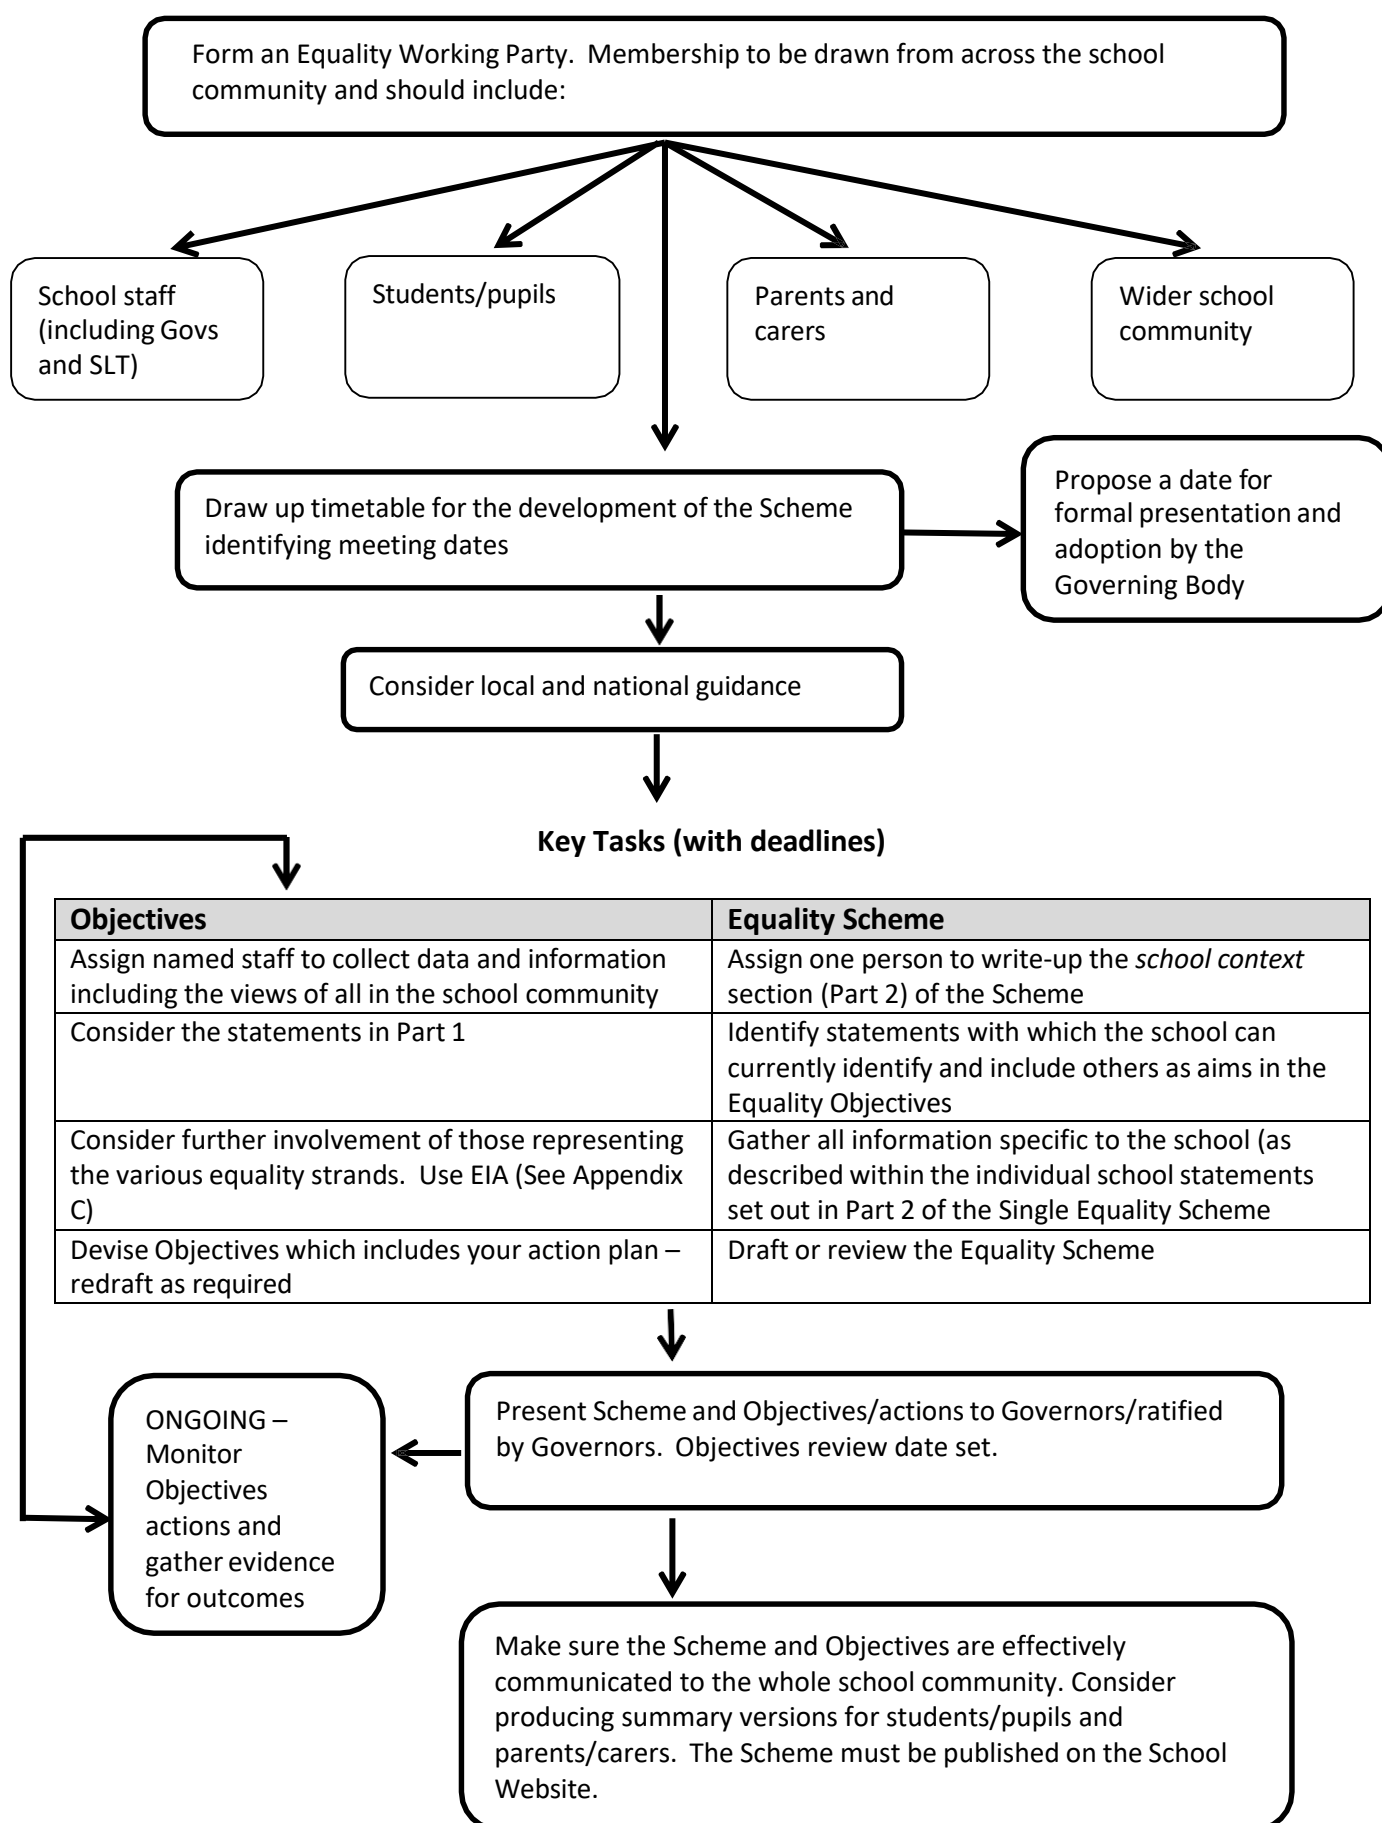 Form an Equality Working Party.  Membership to be drawn from across the school
community and should include:
School staff
(including Govs
and SLT)
Students/pupils
Parents and
carers
Wider school
community
Draw up timetable for the development of the Scheme
identifying meeting dates
Propose a date for
formal presentation and
adoption by the
Governing Body
Consider local and national guidance
Key Tasks (with deadlines)
Objectives
Equality Scheme
Assign named staff to collect data and information
including the views of all in the school community
Assign one person to write-up the school context
section (Part 2) of the Scheme
Consider the statements in Part 1
Identify statements with which the school can
currently identify and include others as aims in the
Equality Objectives
Consider further involvement of those representing
the various equality strands.  Use EIA (See Appendix
C)
Gather all information specific to the school (as
described within the individual school statements
set out in Part 2 of the Single Equality Scheme
Devise Objectives which includes your action plan –
redraft as required
Draft or review the Equality Scheme
ONGOING –
Monitor
Objectives
actions and
gather evidence
for outcomes
Present Scheme and Objectives/actions to Governors/ratified
by Governors.  Objectives review date set.
Make sure the Scheme and Objectives are effectively
communicated to the whole school community. Consider
producing summary versions for students/pupils and
parents/carers.  The Scheme must be published on the School
Website.